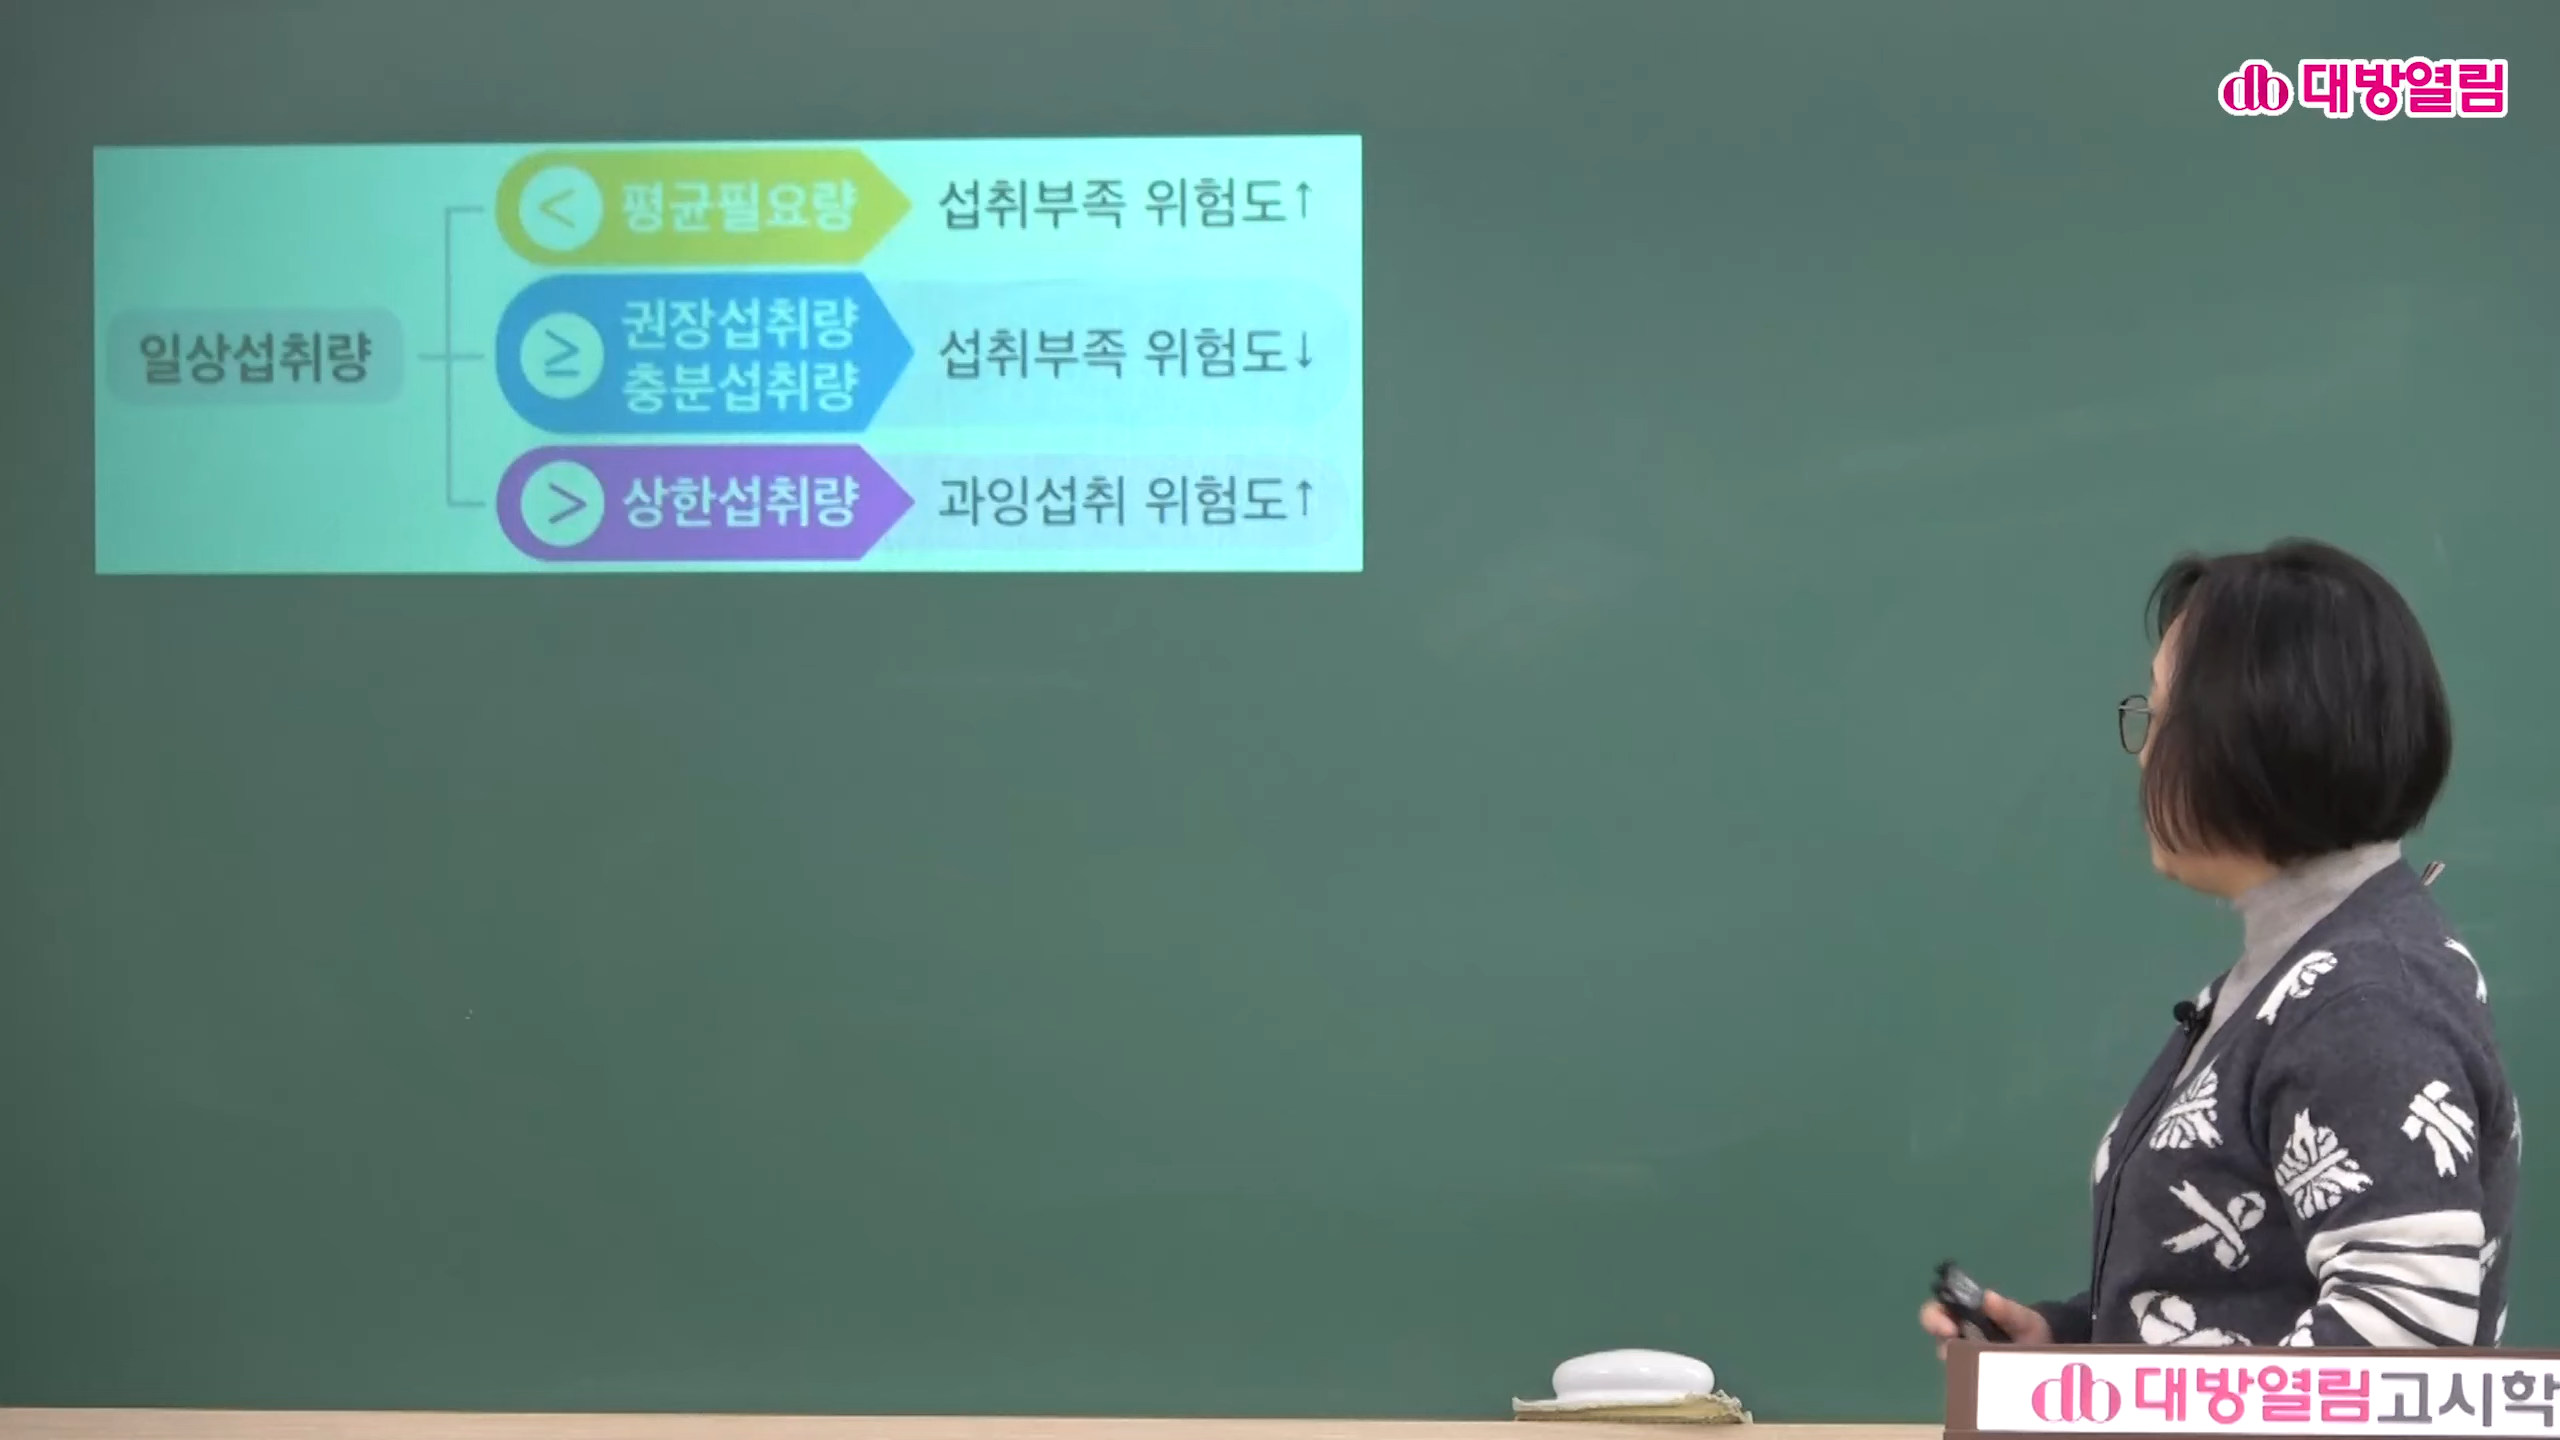 대방열림
< 평균필요량 섭취부족 위험도↑
일상섭취량
≥ 권장섭취량
충분섭취량
섭취부족 위험도↓
> 상한섭취량 과잉섭취 위험도↑
대방열림고시학